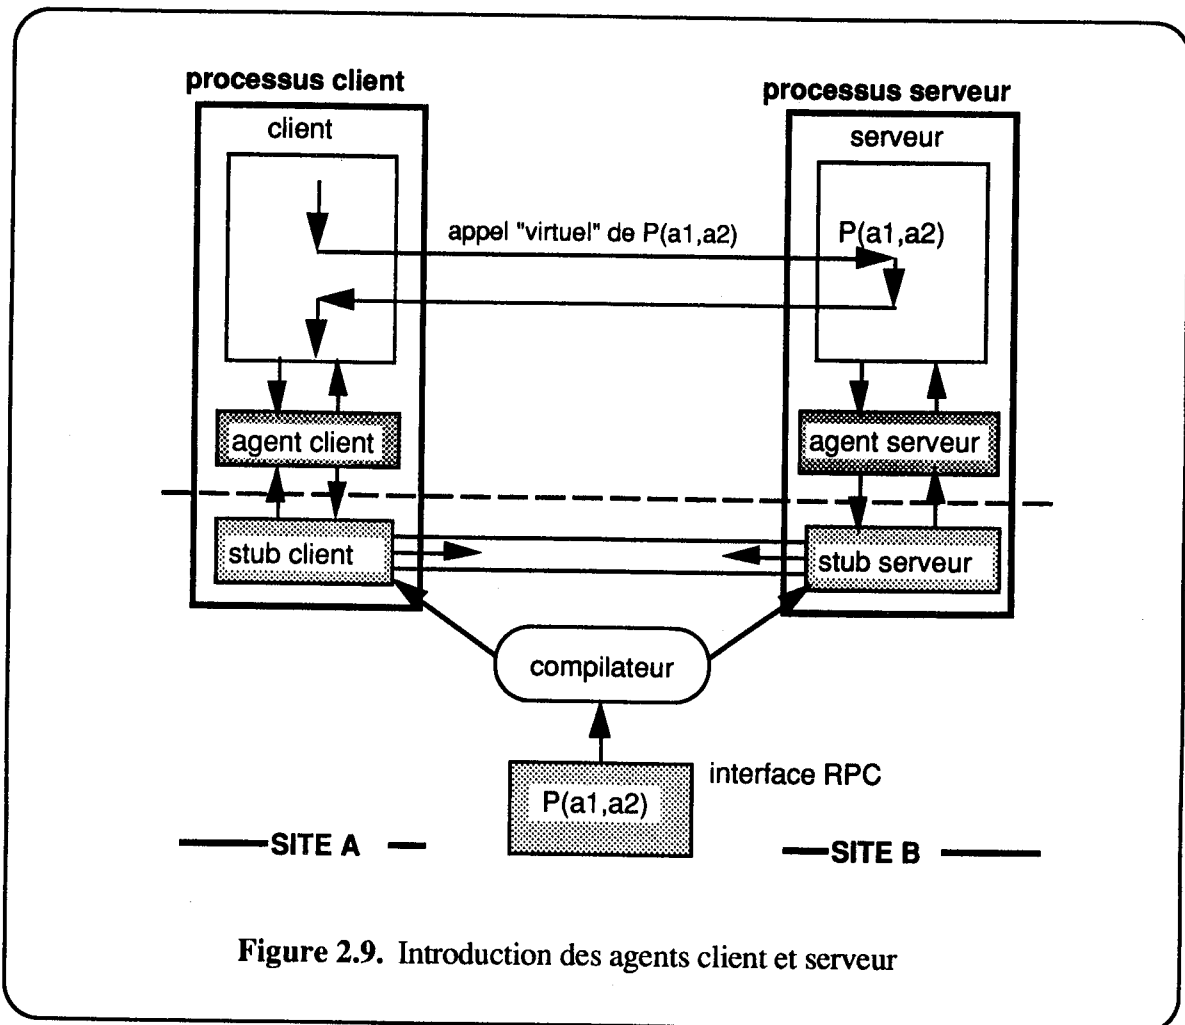 processus client
processus serveur
client
serveur
appel "virtuel" de P(a1,a2)
P(a1,a2)
agent client
agent serveur
stub client
stub serveur
compilateur
interface RPC
P(a1,a2)
SITE A
SITE B
Figure 2.9. Introduction des agents client et serveur